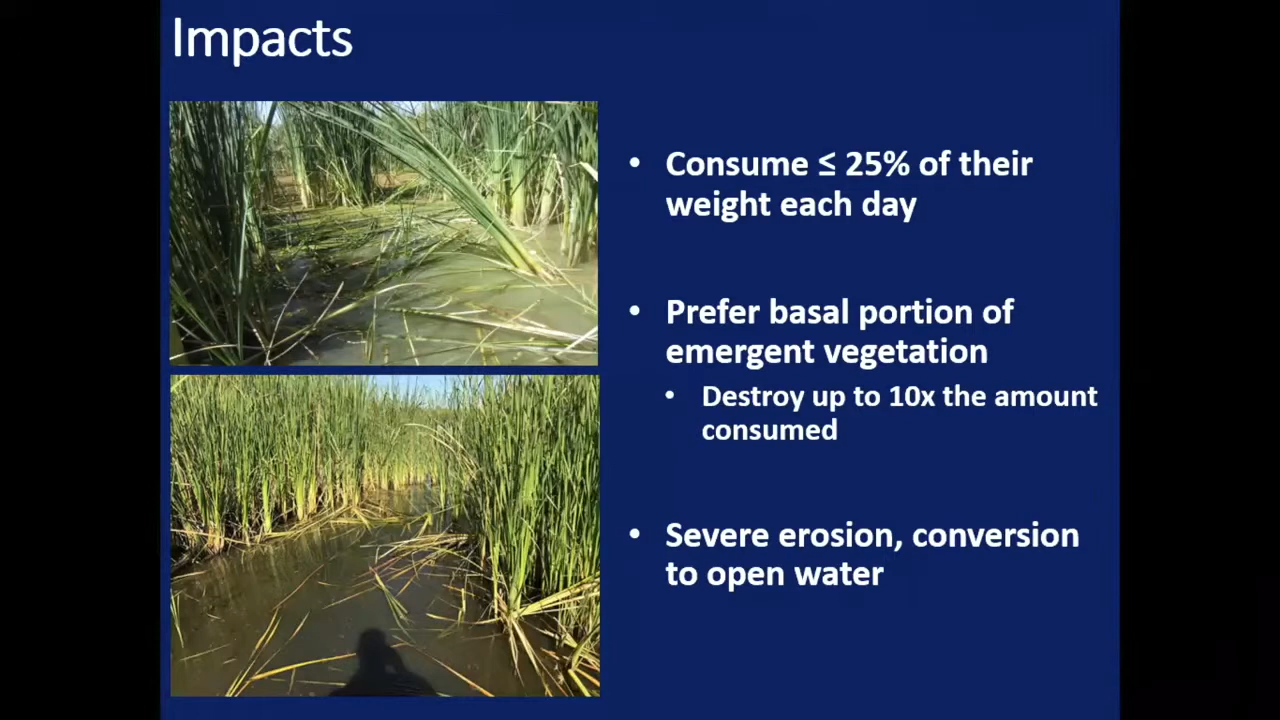 Impacts
• Consume ≤ 25% of their
weight each day
• Prefer basal portion of
emergent vegetation
• Destroy up to 10x the amount
consumed
• Severe erosion, conversion
to open water